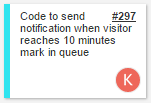 Code to send #297
notification when visitor
reaches 10 minutes
mark in queue
K